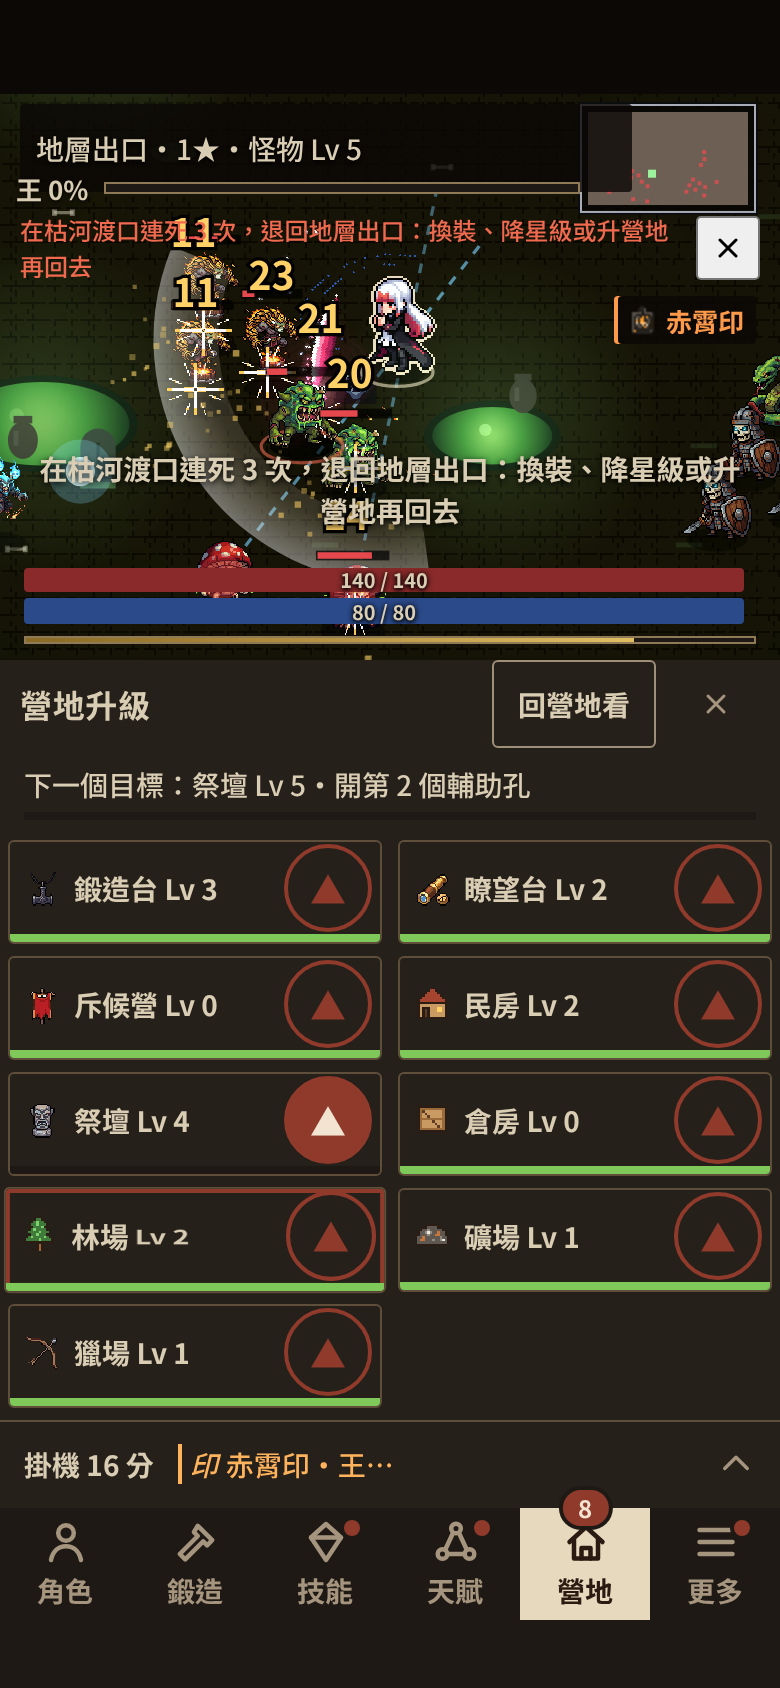 地層出口・1★・怪物 Lv 5
王 0%
在枯河渡口連死 3 次，退回地層出口：換裝、降星級或升營地
再回去
11
23
11
21
20
赤霄印
在枯河渡口連死 3 次，退回地層出口：換裝、降星級或升
營地再回去
140 / 140
80 / 80
營地升級
回營地看
下一個目標：祭壇 Lv 5・開第 2 個輔助孔
鍛造台 Lv 3
瞭望台 Lv 2
斥候營 Lv 0
民房 Lv 2
祭壇 Lv 4
倉房 Lv 0
林場 Lv 2
礦場 Lv 1
獵場 Lv 1
掛機 16 分
印 赤霄印・王⋯
8
角色
鍛造
技能
天賦
營地
更多